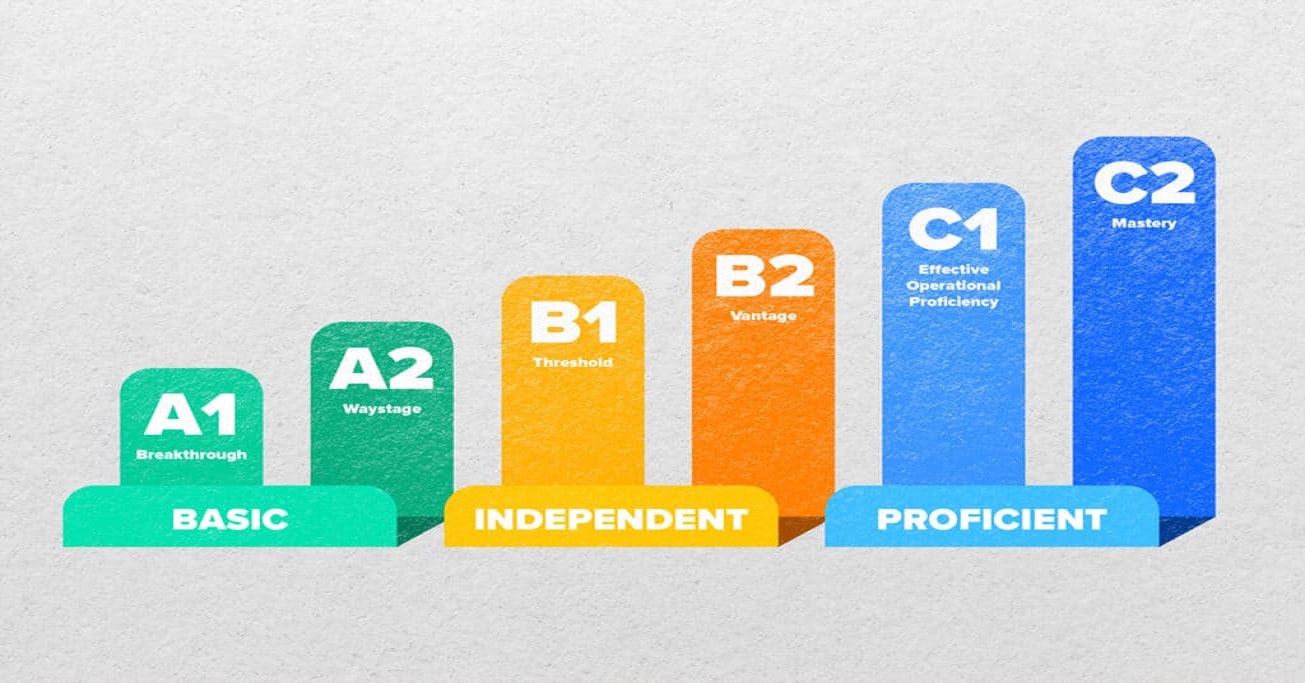 A1
Breakthrough
A2
Waystage
B1
Threshold
B2
Vantage
C1
Effective
Operational
Proficiency
C2
Mastery
BASIC
INDEPENDENT
PROFICIENT